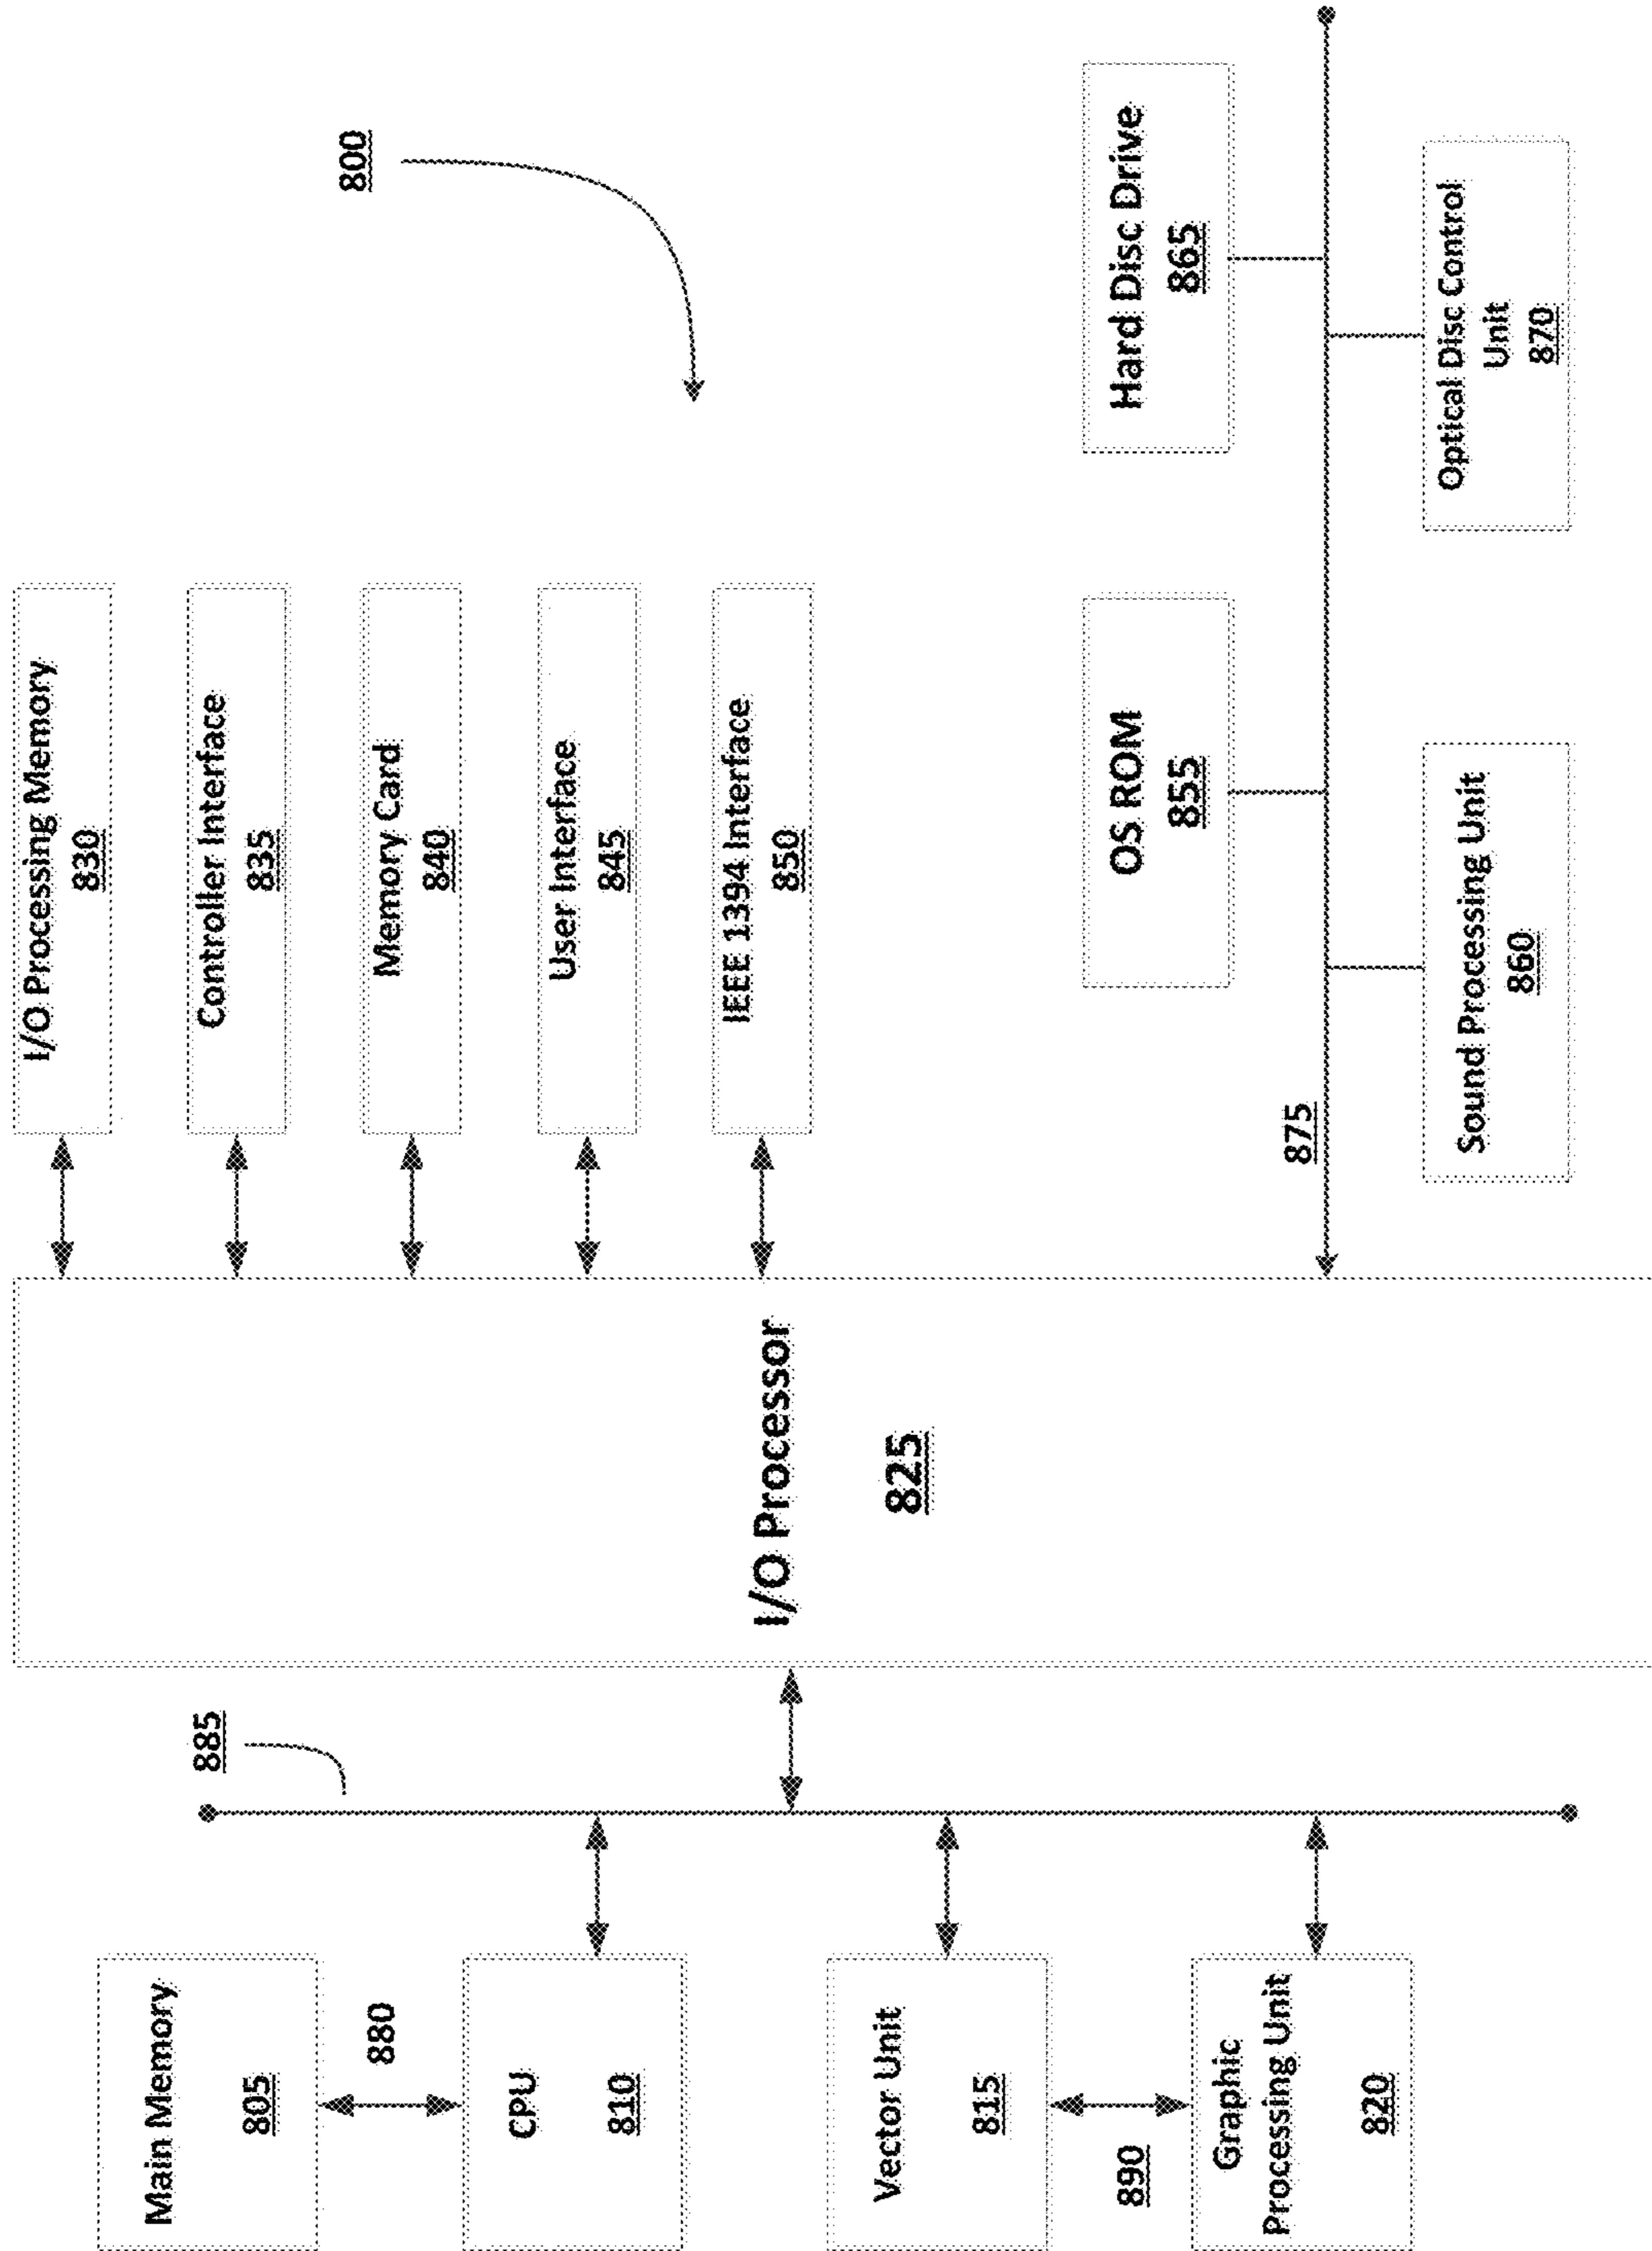 800
I/O Processing Memory
830
Controller Interface
835
Memory Card
840
User Interface
845
IEEE 1394 Interface
850
OS ROM
855
Hard Disc Drive
865
875
Sound Processing Unit
860
Optical Disc Control
Unit
870
I/O Processor
825
885
Main Memory
805
880
CPU
810
Vector Unit
815
890
Graphic
Processing Unit
820